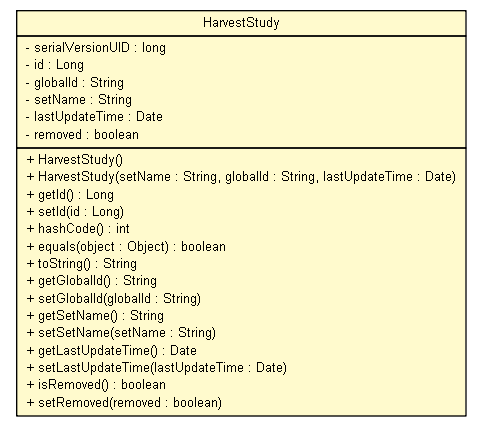 HarvestStudy
- serialVersionUID : long
- id : Long
- globalId : String
- setName : String
- lastUpdateTime : Date
- removed : boolean
+ HarvestStudy()
+ HarvestStudy(setName : String, globalId : String, lastUpdateTime : Date)
+ getId() : Long
+ setId(id : Long)
+ hashCode() : int
+ equals(object : Object) : boolean
+ toString() : String
+ getGlobalId() : String
+ setGlobalId(globalId : String)
+ getSetName() : String
+ setSetName(setName : String)
+ getLastUpdateTime() : Date
+ setLastUpdateTime(lastUpdateTime : Date)
+ isRemoved() : boolean
+ setRemoved(removed : boolean)